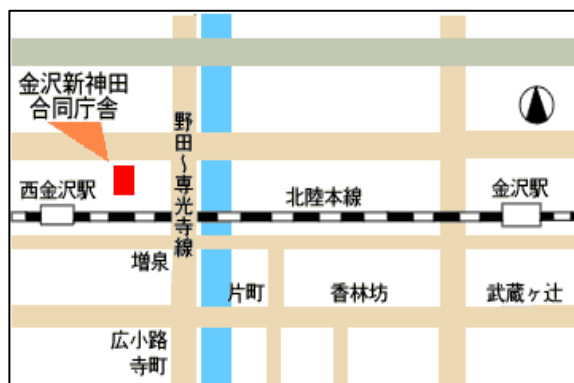 金沢新神田
合同庁舎
野田~専光寺線
西金沢駅
北陸本線
金沢駅
増泉
片町
香林坊
武蔵ヶ辻
広小路
寺町